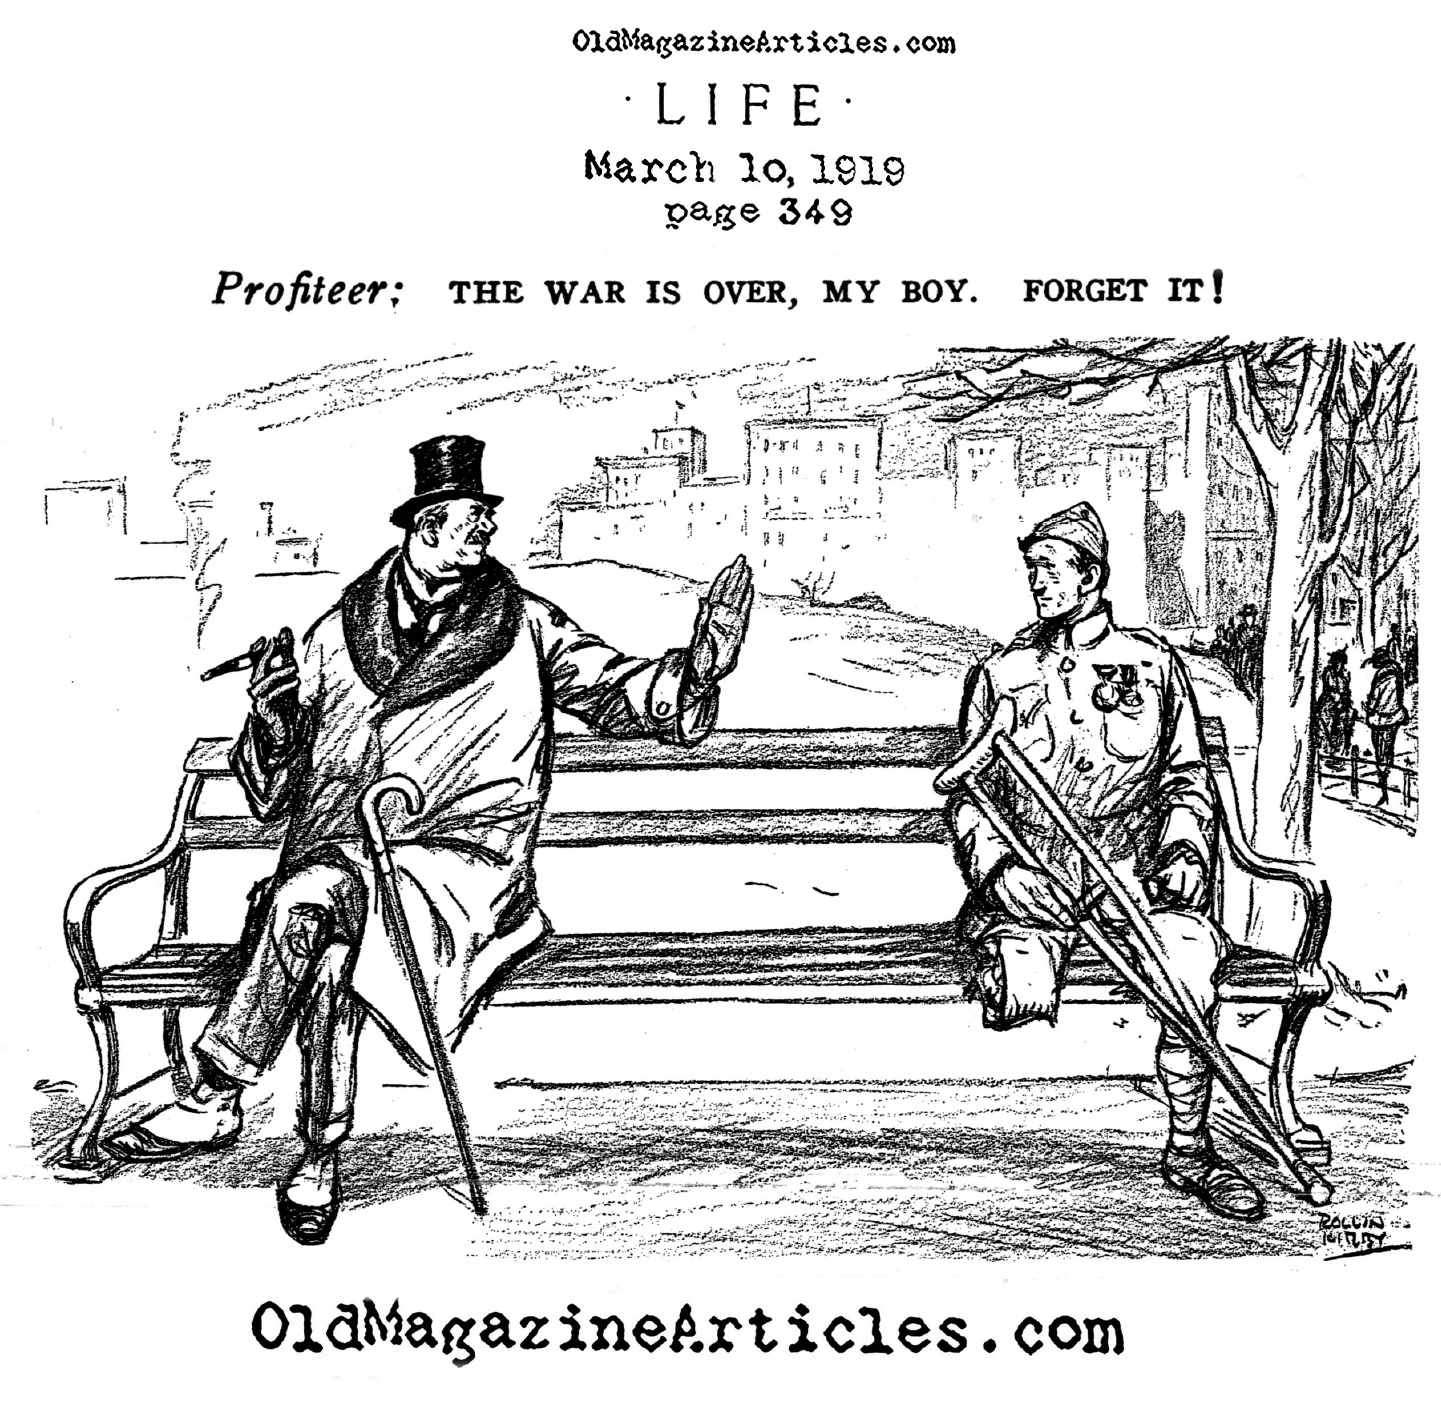 OldMagazineArticles.com
· LIFE ·
March 10, 1919
page 349
Profiteer: THE WAR IS OVER, MY BOY. FORGET IT!
ROLLIN
KIRBY
OldMagazineArticles.com